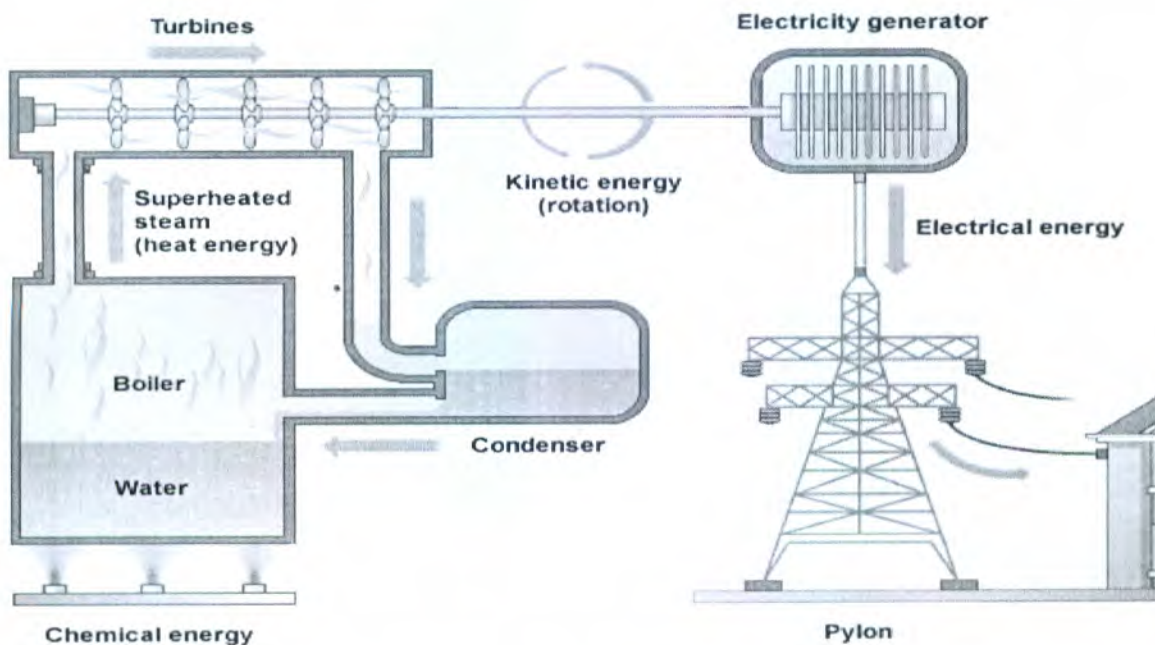 Turbines
Electricity generator
Superheated
steam
(heat energy)
Kinetic energy
(rotation)
Electrical energy
Boiler
Condenser
Water
Chemical energy
Pylon